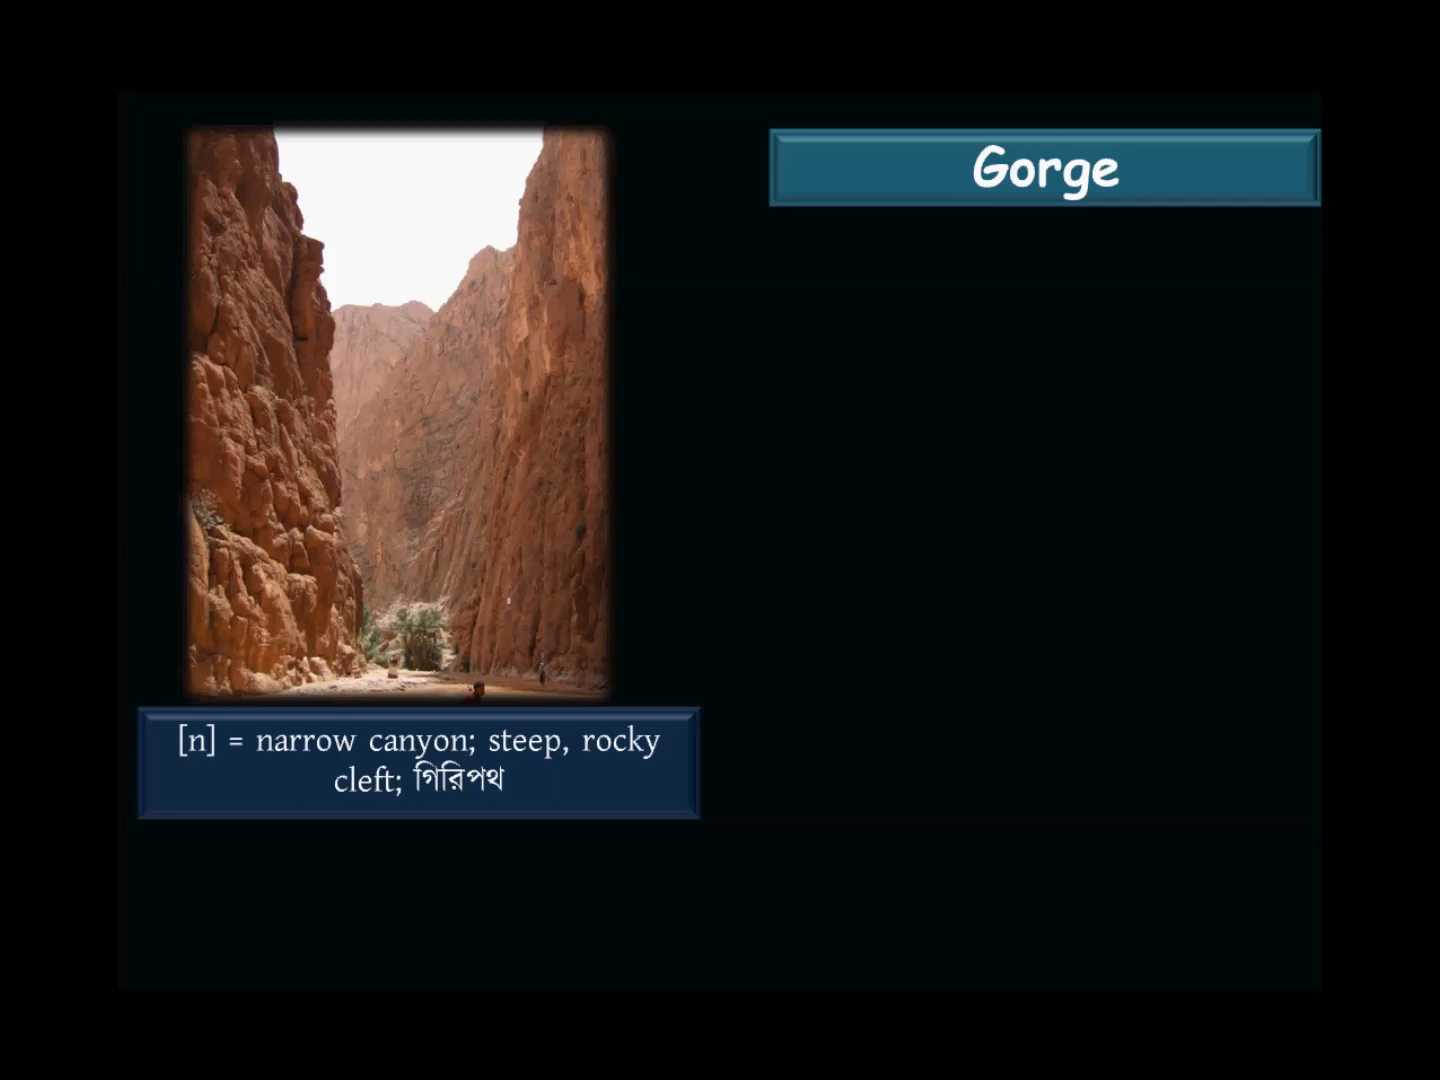 Gorge
[n] = narrow canyon; steep, rocky
cleft; গিরিপথ